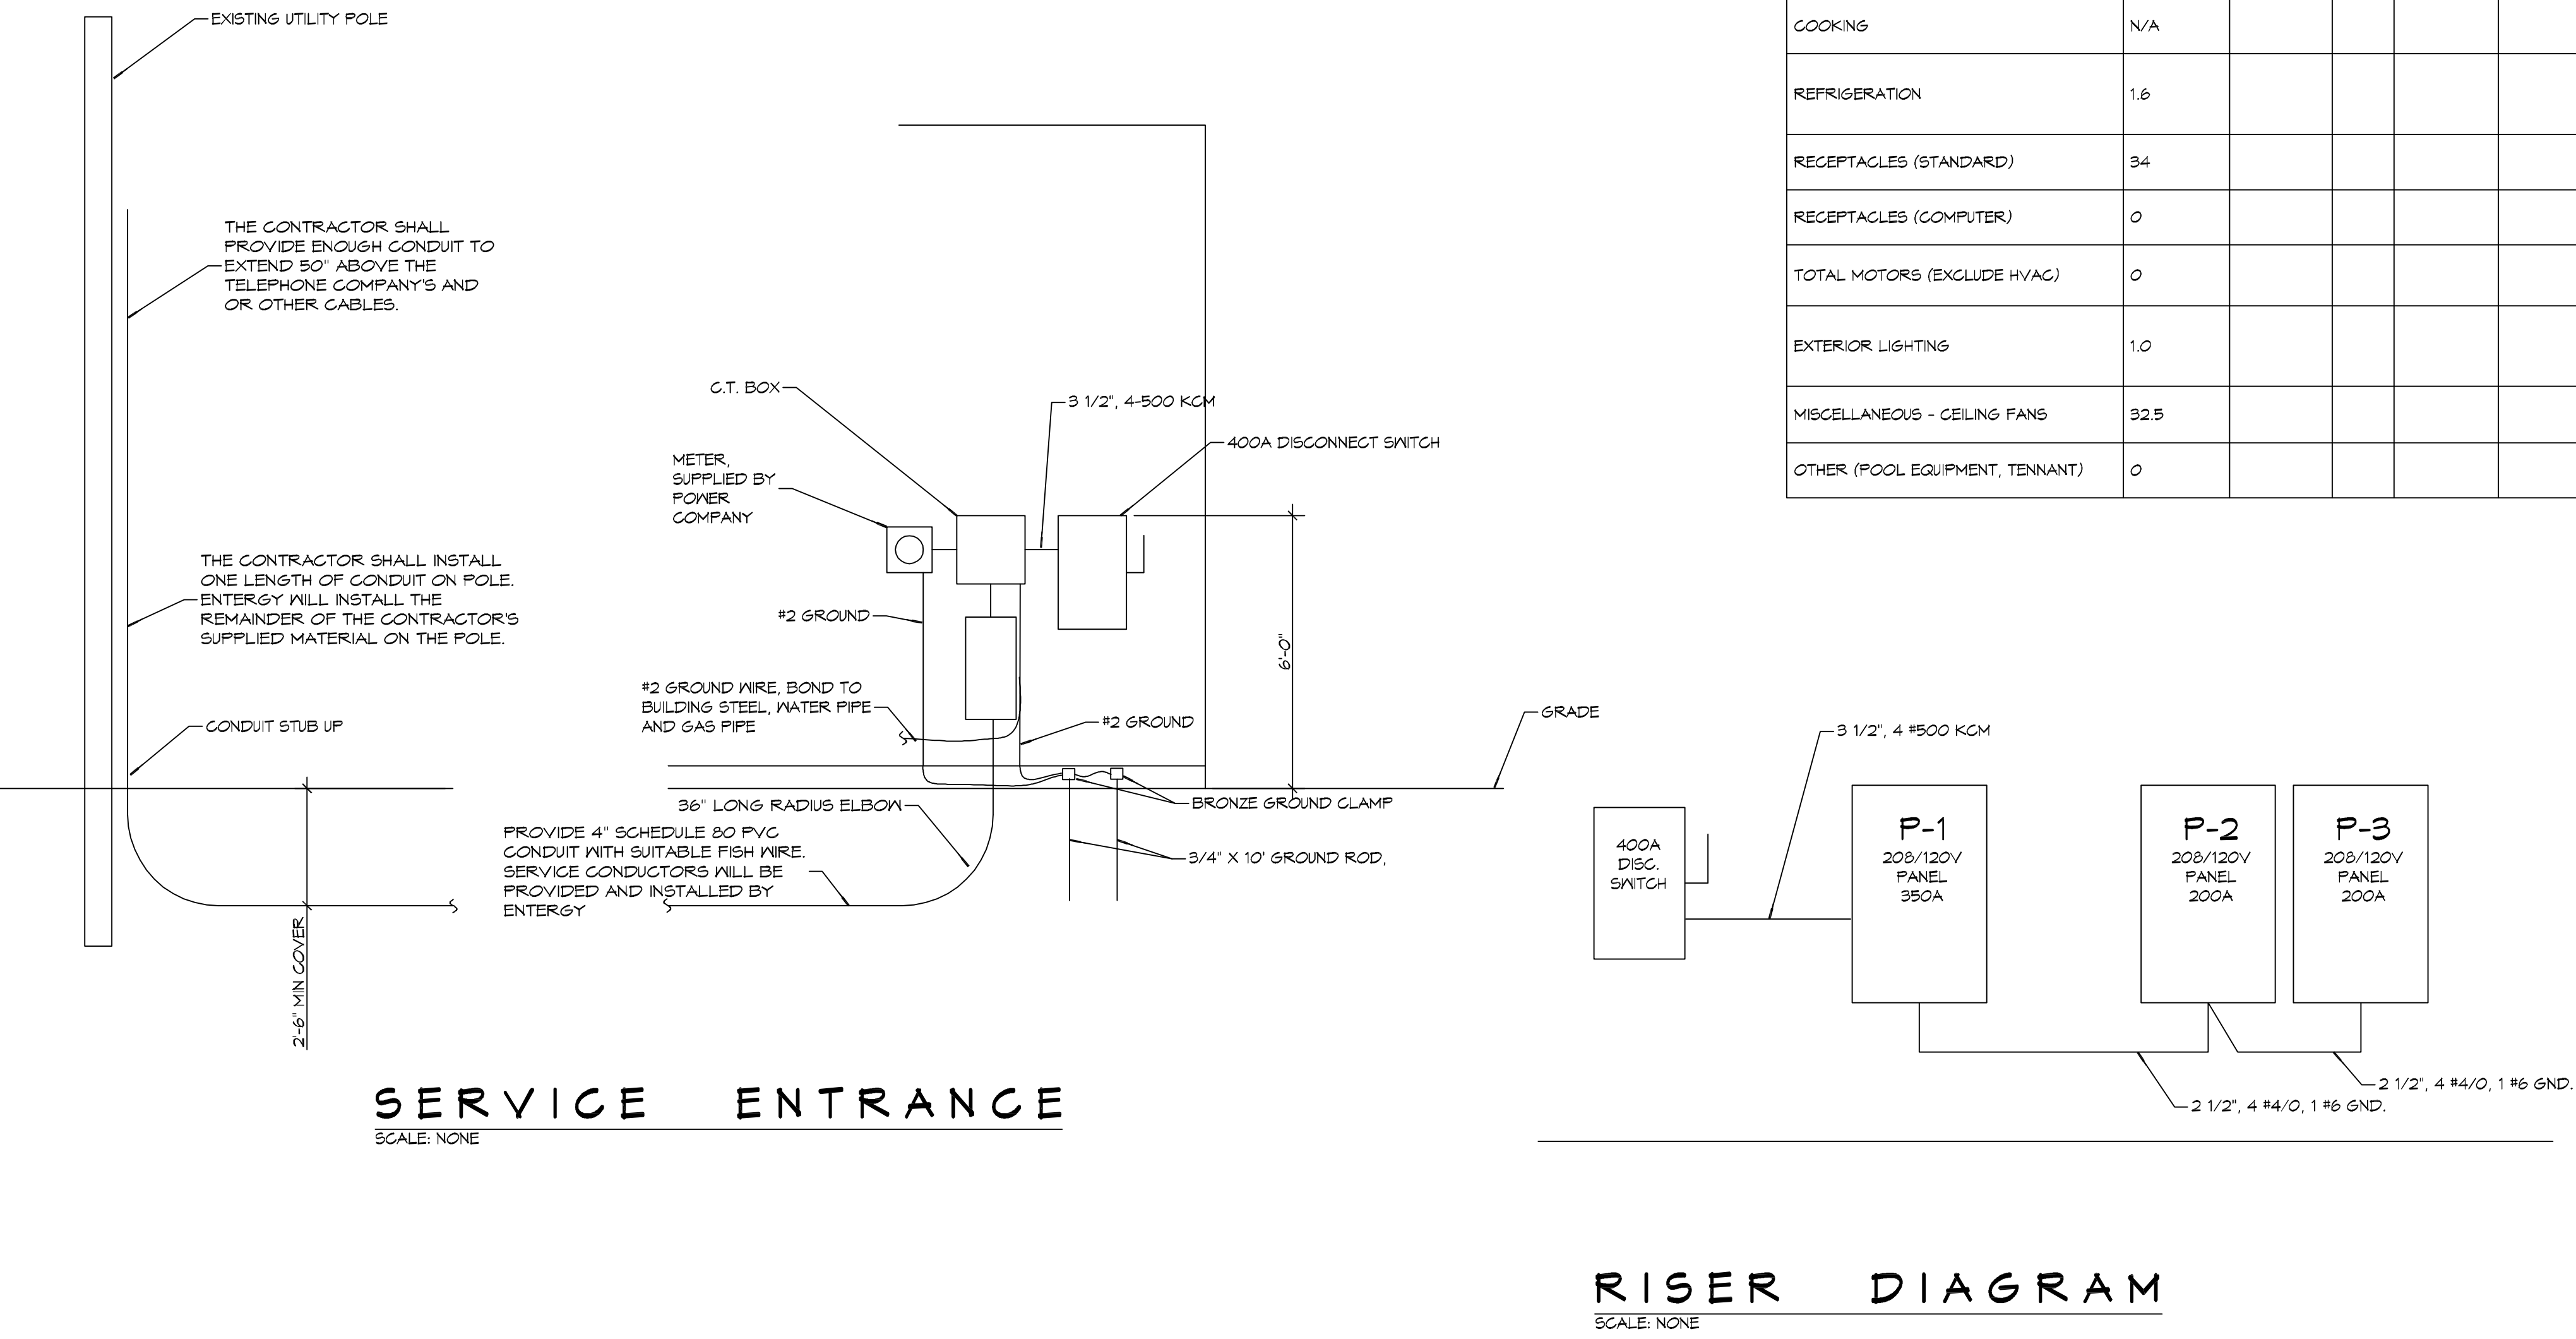 EXISTING UTILITY POLE
THE CONTRACTOR SHALL
PROVIDE ENOUGH CONDUIT TO
EXTEND 50" ABOVE THE
TELEPHONE COMPANY'S AND
OR OTHER CABLES.
THE CONTRACTOR SHALL INSTALL
ONE LENGTH OF CONDUIT ON POLE.
ENTERGY WILL INSTALL THE
REMAINDER OF THE CONTRACTOR'S
SUPPLIED MATERIAL ON THE POLE.
CONDUIT STUB UP
2'-6" MIN COVER
C.T. BOX
3 1/2", 4-500 KCM
400A DISCONNECT SWITCH
METER,
SUPPLIED BY
POWER
COMPANY
#2 GROUND
#2 GROUND WIRE, BOND TO
BUILDING STEEL, WATER PIPE
AND GAS PIPE
#2 GROUND
6'-0"
GRADE
36" LONG RADIUS ELBOW
BRONZE GROUND CLAMP
PROVIDE 4" SCHEDULE 80 PVC
CONDUIT WITH SUITABLE FISH WIRE.
SERVICE CONDUCTORS WILL BE
PROVIDED AND INSTALLED BY
ENTERGY
3/4" X 10' GROUND ROD,
SERVICE ENTRANCE
SCALE: NONE
COOKING N/A
REFRIGERATION 1.6
RECEPTACLES (STANDARD) 34
RECEPTACLES (COMPUTER) 0
TOTAL MOTORS (EXCLUDE HVAC) 0
EXTERIOR LIGHTING 1.0
MISCELLANEOUS - CEILING FANS 32.5
OTHER (POOL EQUIPMENT, TENNANT) 0
3 1/2", 4 #500 KCM
400A
DISC.
SWITCH
P-1
208/120V
PANEL
350A
P-2
208/120V
PANEL
200A
P-3
208/120V
PANEL
200A
2 1/2", 4 #4/0, 1 #6 GND.
2 1/2", 4 #4/0, 1 #6 GND.
RISER DIAGRAM
SCALE: NONE